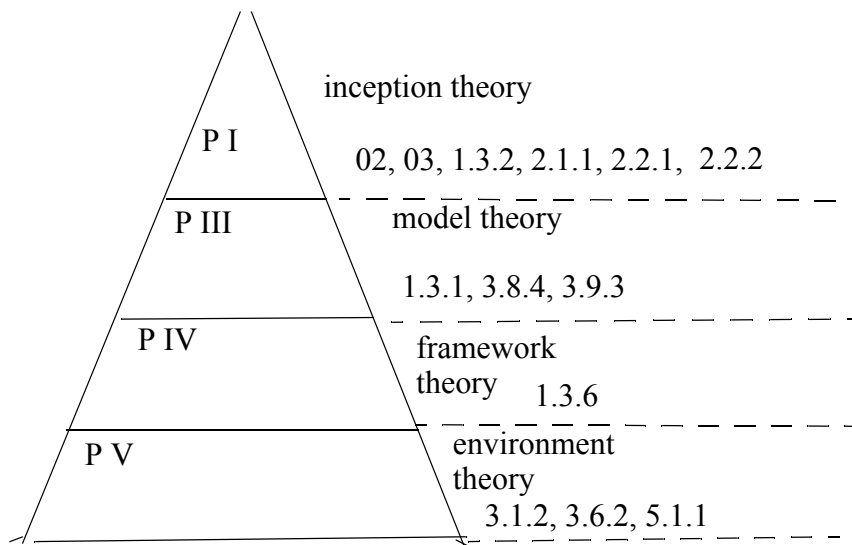 inception theory
P I
02, 03, 1.3.2, 2.1.1, 2.2.1, 2.2.2
P III
model theory
1.3.1, 3.8.4, 3.9.3
P IV
framework
theory
1.3.6
P V
environment
theory
3.1.2, 3.6.2, 5.1.1